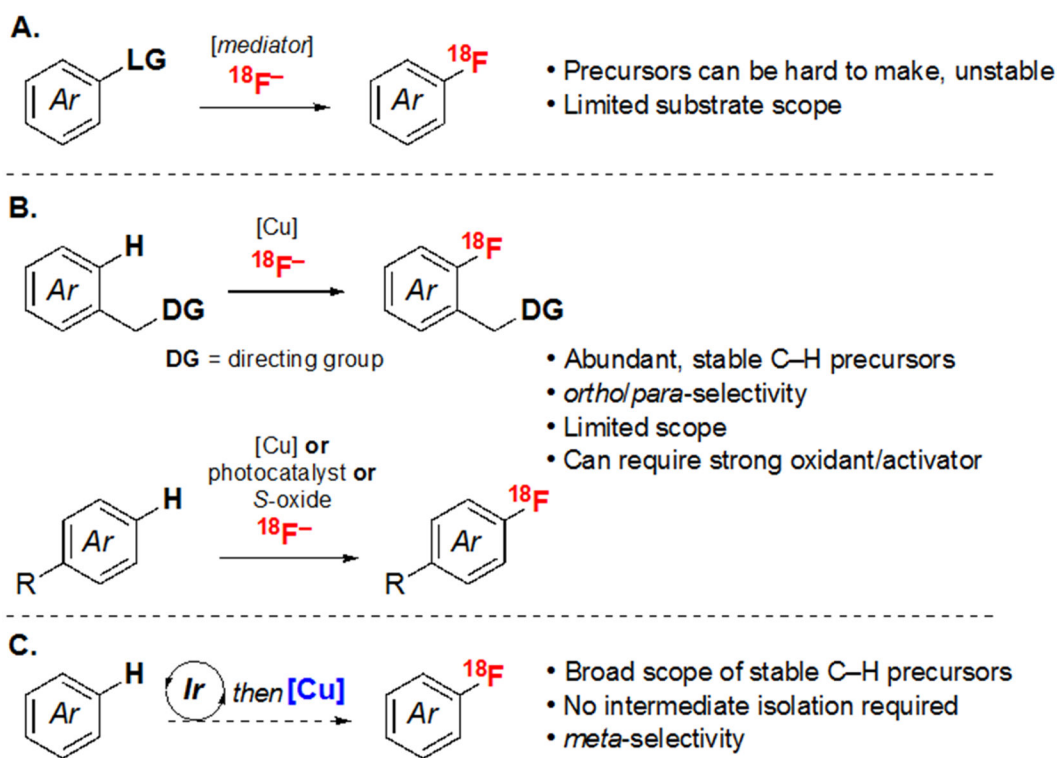 A.
LG
Ar
[mediator]
¹⁸F⁻
¹⁸F
Ar
• Precursors can be hard to make, unstable
• Limited substrate scope
B.
H
Ar
DG
[Cu]
¹⁸F⁻
¹⁸F
Ar
DG
DG = directing group
• Abundant, stable C–H precursors
• ortho/para-selectivity
• Limited scope
• Can require strong oxidant/activator
H
Ar
R
[Cu] or
photocatalyst or
S-oxide
¹⁸F⁻
¹⁸F
Ar
R
C.
H
Ar
Ir then [Cu]
¹⁸F
Ar
• Broad scope of stable C–H precursors
• No intermediate isolation required
• meta-selectivity